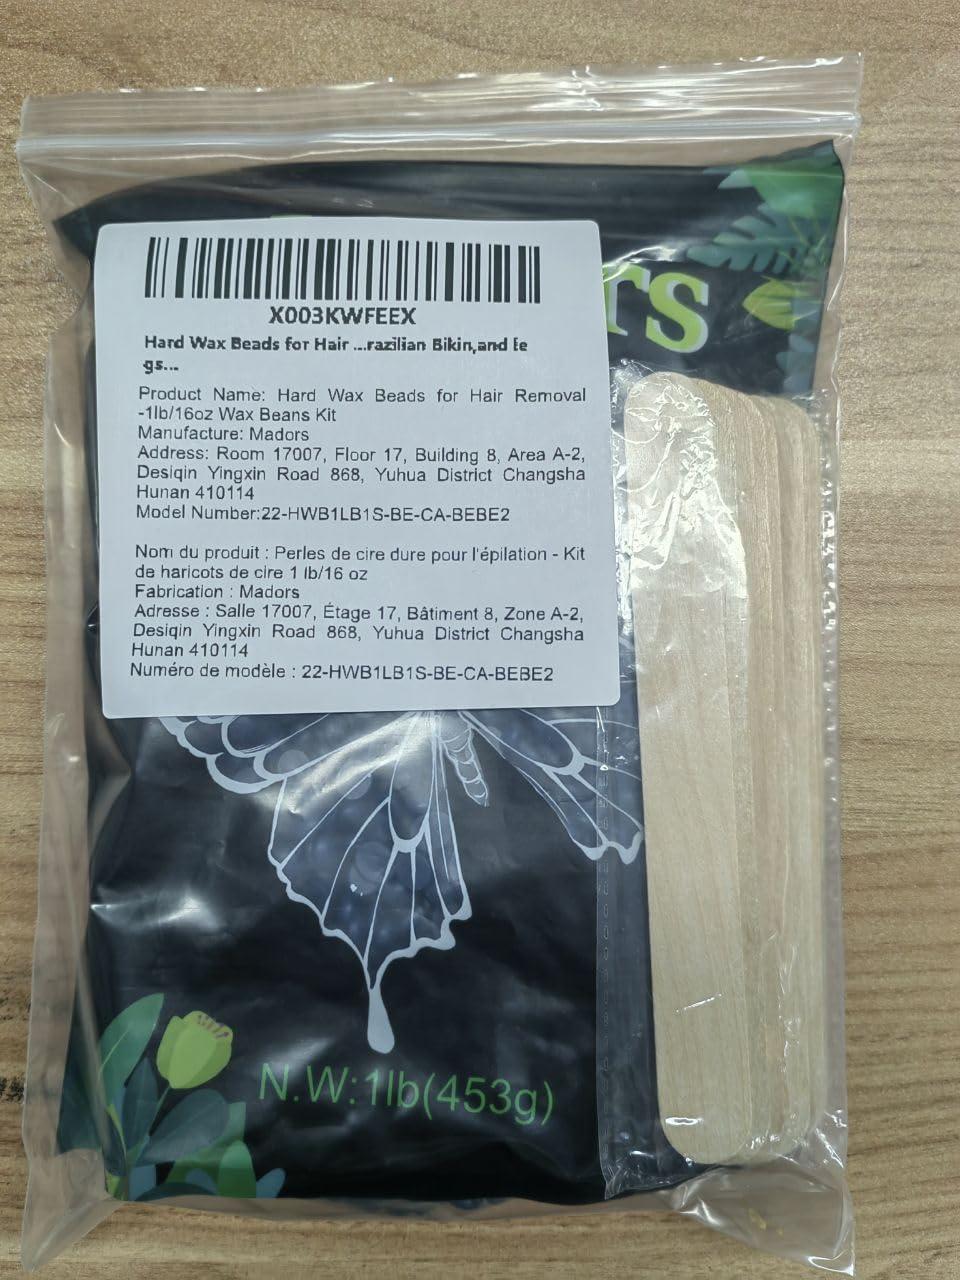 X003KWFEEX
Hard Wax Beads for Hair ...razilian Bikin,and le
gs...
Product Name: Hard Wax Beads for Hair Removal
-1lb/16oz Wax Beans Kit
Manufacture: Madors
Address: Room 17007, Floor 17, Building 8, Area A-2,
Desiqin Yingxin Road 868, Yuhua District Changsha
Hunan 410114
Model Number:22-HWB1LB1S-BE-CA-BEBE2
Nom du produit : Perles de cire dure pour l'épilation - Kit
de haricots de cire 1 lb/16 oz
Fabrication : Madors
Adresse : Salle 17007, Étage 17, Bâtiment 8, Zone A-2,
Desiqin Yingxin Road 868, Yuhua District Changsha
Hunan 410114
Numéro de modèle : 22-HWB1LB1S-BE-CA-BEBE2
N.W:1lb(453g)